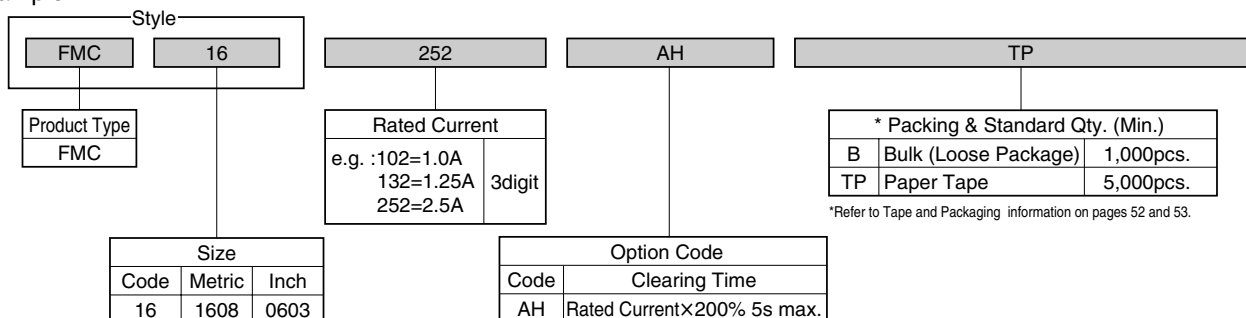 Style
FMC 16 252 AH TP
Product Type
FMC
Rated Current
e.g. :102=1.0A
132=1.25A
252=2.5A
3digit
* Packing & Standard Qty. (Min.)
B Bulk (Loose Package) 1,000pcs.
TP Paper Tape 5,000pcs.
*Refer to Tape and Packaging information on pages 52 and 53.
Size
Code Metric Inch
16 1608 0603
Option Code
Code Clearing Time
AH Rated Current×200% 5s max.